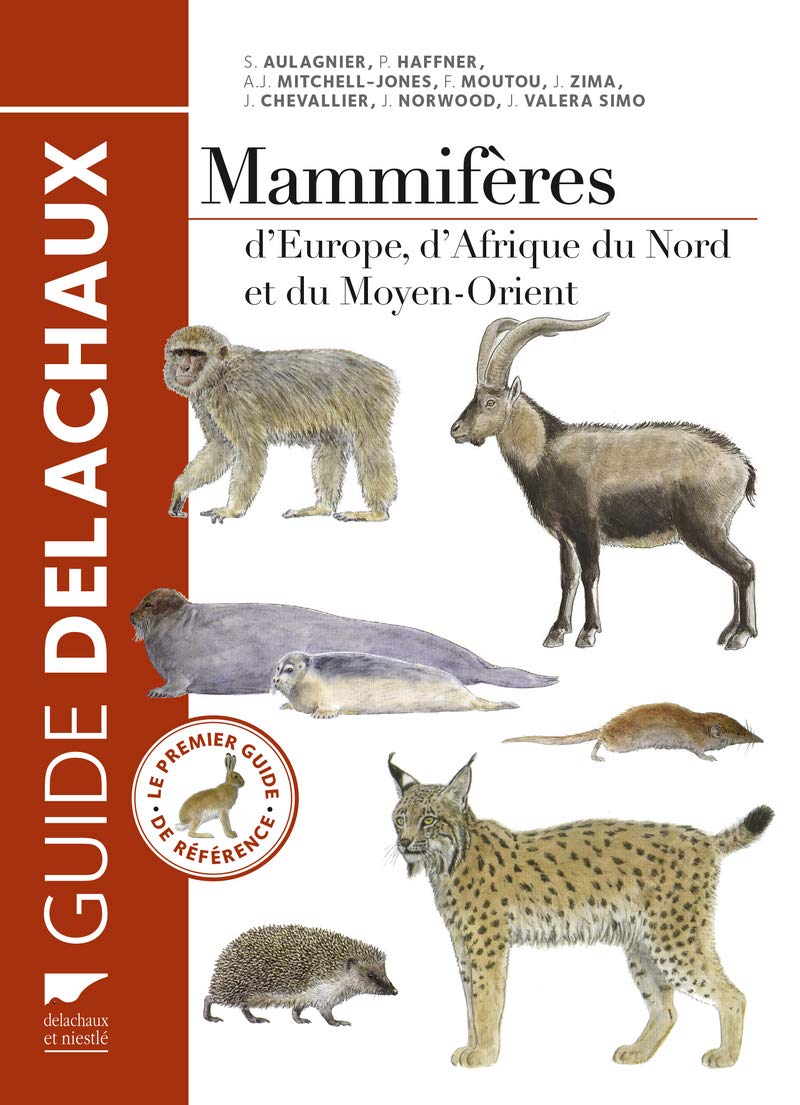 S. AULAGNIER, P. HAFFNER,
A.J. MITCHELL-JONES, F. MOUTOU, J. ZIMA,
J. CHEVALLIER, J. NORWOOD, J. VALERA SIMO
Mammifères
d'Europe, d'Afrique du Nord
et du Moyen-Orient
GUIDE DELACHAUX
• LE PREMIER GUIDE •
DE RÉFÉRENCE
delachaux
et niestlé